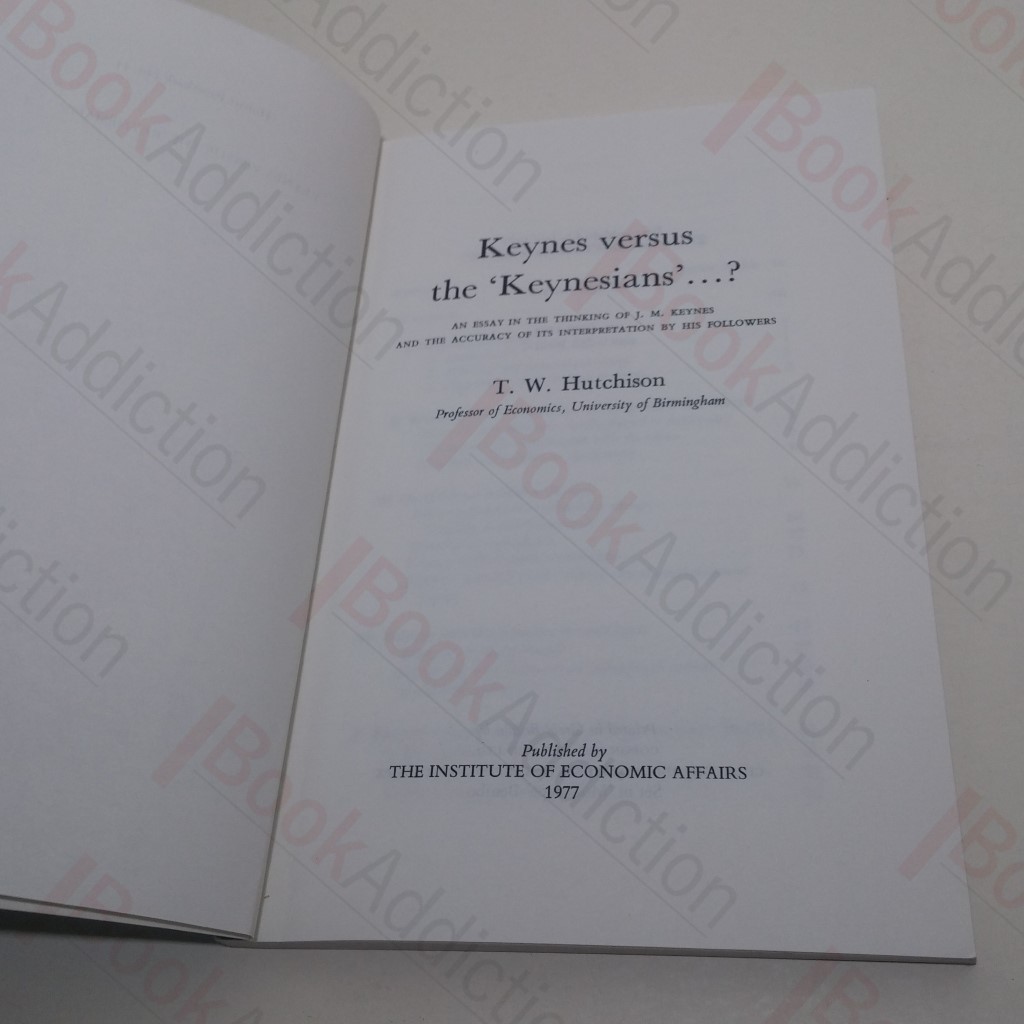 Keynes versus
the ‘Keynesians’...?
AN ESSAY IN THE THINKING OF J. M. KEYNES
AND THE ACCURACY OF ITS INTERPRETATION BY HIS FOLLOWERS
T. W. Hutchison
Professor of Economics, University of Birmingham
Published by
THE INSTITUTE OF ECONOMIC AFFAIRS
1977
BookAddiction